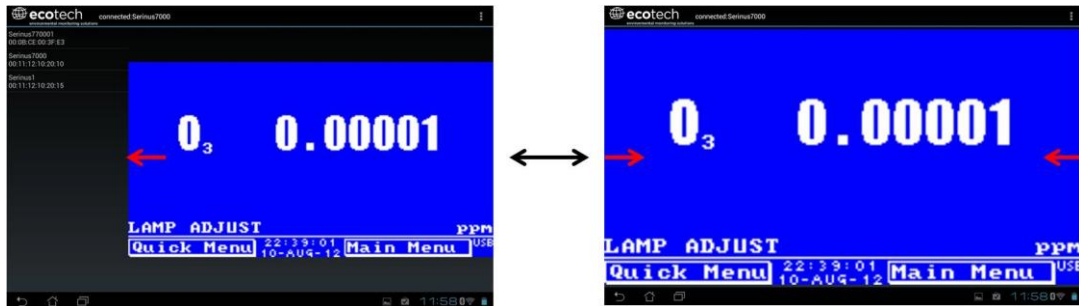 ecotech connected:Serinus7000
environmental monitoring solutions
Serinus770001
00:0B:CE:00:3F:E3
Serinus7000
00:11:12:10:20:10
Serinus1
00:11:12:10:20:15
O3 0.00001
LAMP ADJUST ppm
Quick Menu 22:39:01 10-AUG-12 Main Menu USB
11:58
ecotech connected:Serinus7000
environmental monitoring solutions
O3 0.00001
LAMP ADJUST ppm
Quick Menu 22:39:01 10-AUG-12 Main Menu USB
11:58